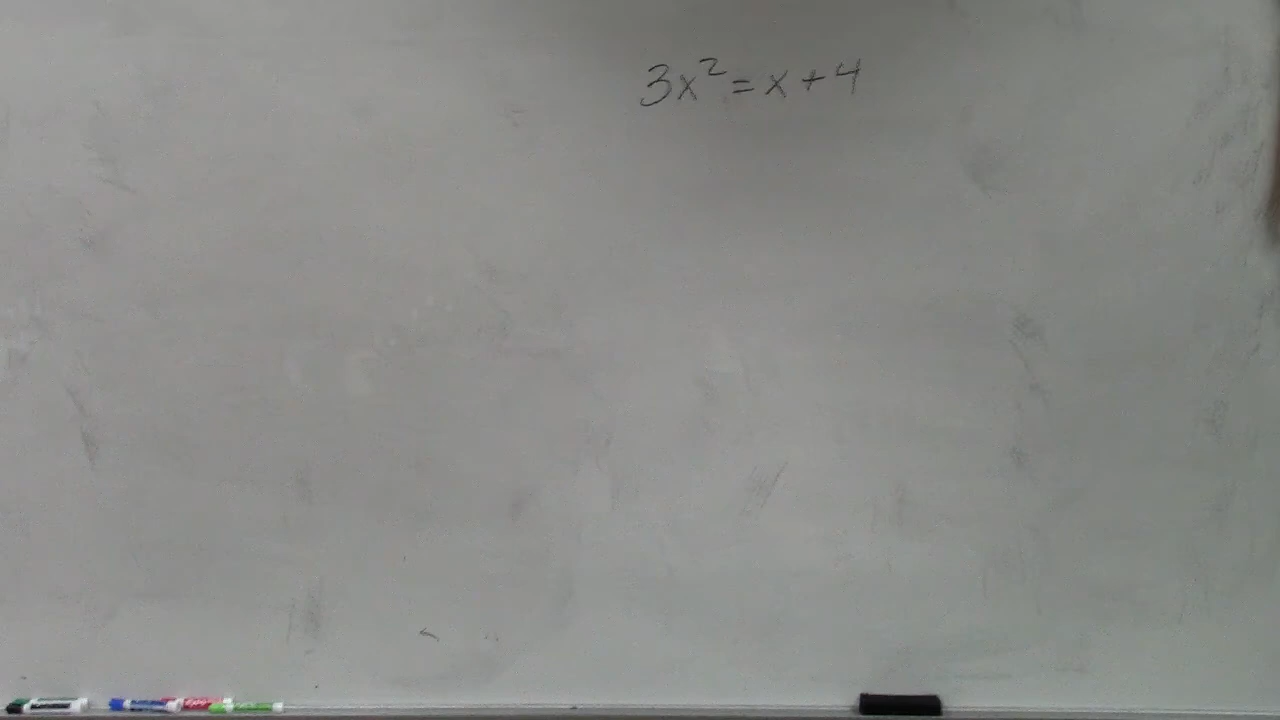 3x² = x + 4